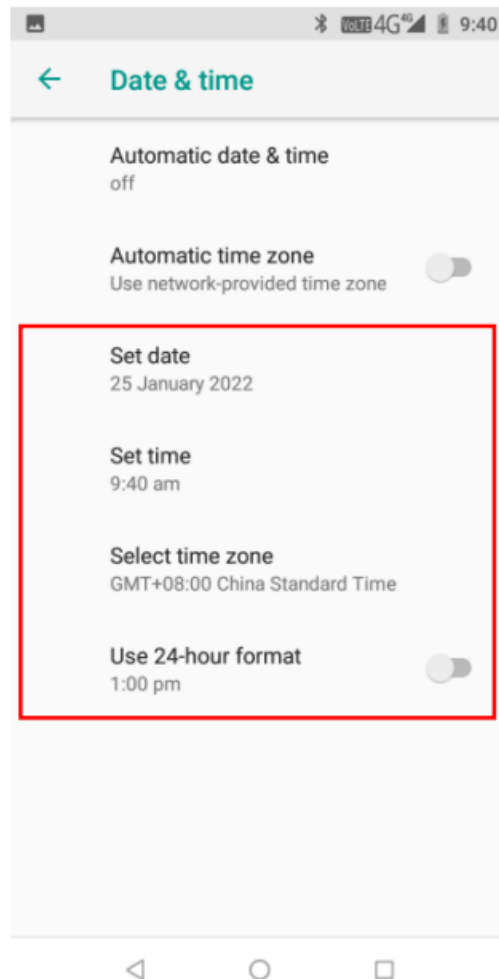 VoLTE 4G 4G 9:40
Date & time
Automatic date & time
off
Automatic time zone
Use network-provided time zone
Set date
25 January 2022
Set time
9:40 am
Select time zone
GMT+08:00 China Standard Time
Use 24-hour format
1:00 pm